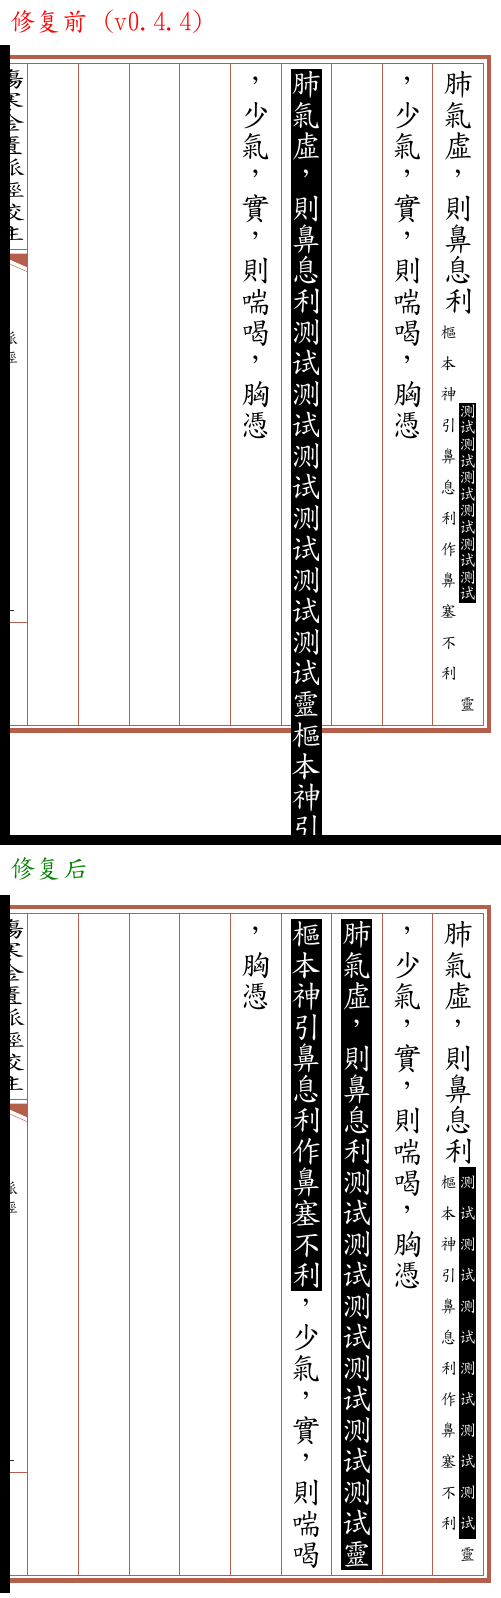 修复前 (v0.4.4)
肺氣虛，則鼻息利
测试测试测试测试测试测试靈
樞本神引鼻息利作鼻塞不利
，少氣，實，則喘喝，胸憑
肺氣虛，則鼻息利测试测试测试测试测试测试靈樞本神引
，少氣，實，則喘喝，胸憑
修复后
肺氣虛，則鼻息利
测试测试测试测试测试测试靈
樞本神引鼻息利作鼻塞不利
，少氣，實，則喘喝，胸憑
肺氣虛，則鼻息利测试测试测试测试测试测试靈
樞本神引鼻息利作鼻塞不利，少氣，實，則喘喝
，胸憑